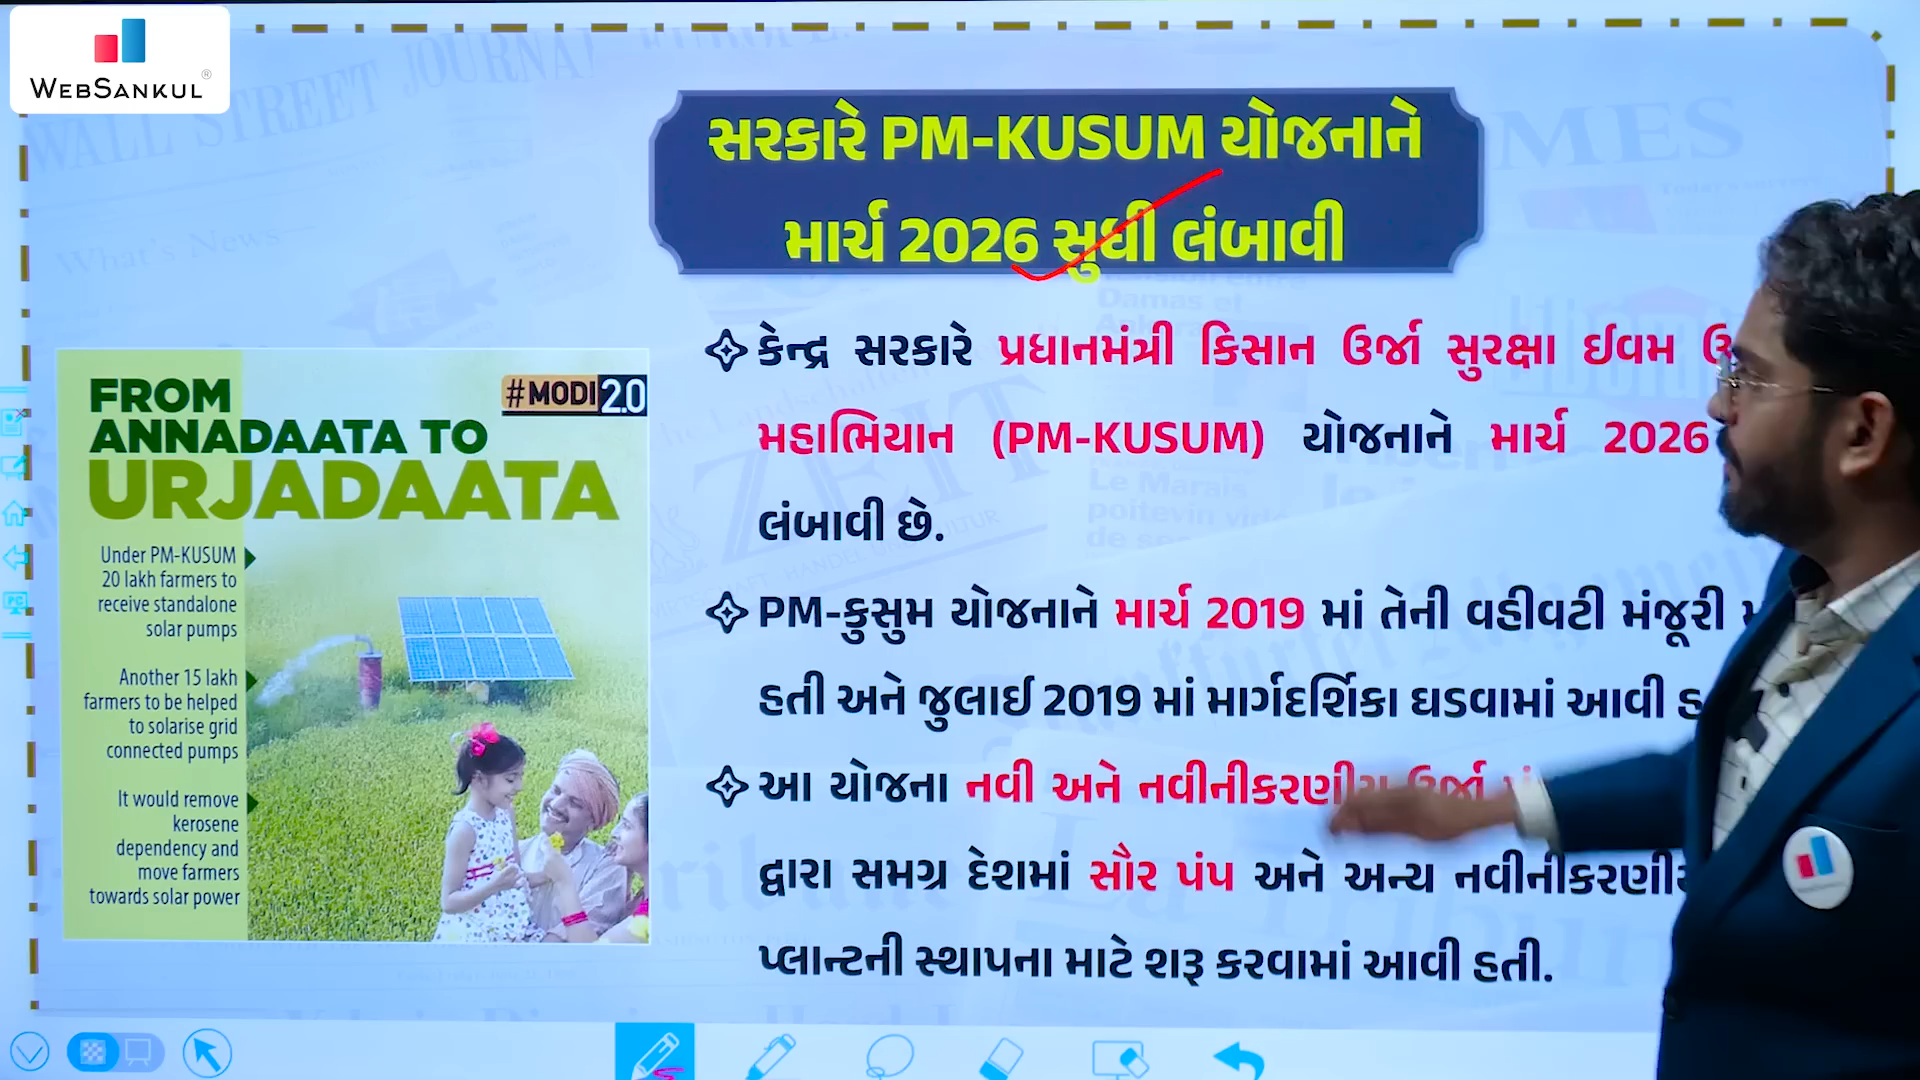 WEBSANKUL®
સરકારે PM-KUSUM યોજનાને
માર્ચ 2026 સુધી લંબાવી
કેન્દ્ર સરકારે પ્રધાનમંત્રી કિસાન ઉર્જા સુરક્ષા ઈવમ
મહાભિયાન (PM-KUSUM) યોજનાને માર્ચ 2026
લંબાવી છે.
PM-કુસુમ યોજનાને માર્ચ 2019 માં તેની વહીવટી મંજૂરી
હતી અને જુલાઈ 2019 માં માર્ગદર્શિકા ઘડવામાં આવી
આ યોજના નવી અને નવીનીકરણીય ઉર્જા
દ્વારા સમગ્ર દેશમાં સૌર પંપ અને અન્ય
પ્લાન્ટની સ્થાપના માટે શરૂ કરવામાં આવી હતી.
FROM
ANNADAATA TO
URJADAATA
#MODI 2.0
Under PM-KUSUM
20 lakh farmers to
receive standalone
solar pumps
Another 15 lakh
farmers to be helped
to solarise grid
connected pumps
It would remove
kerosene
dependency and
move farmers
towards solar power